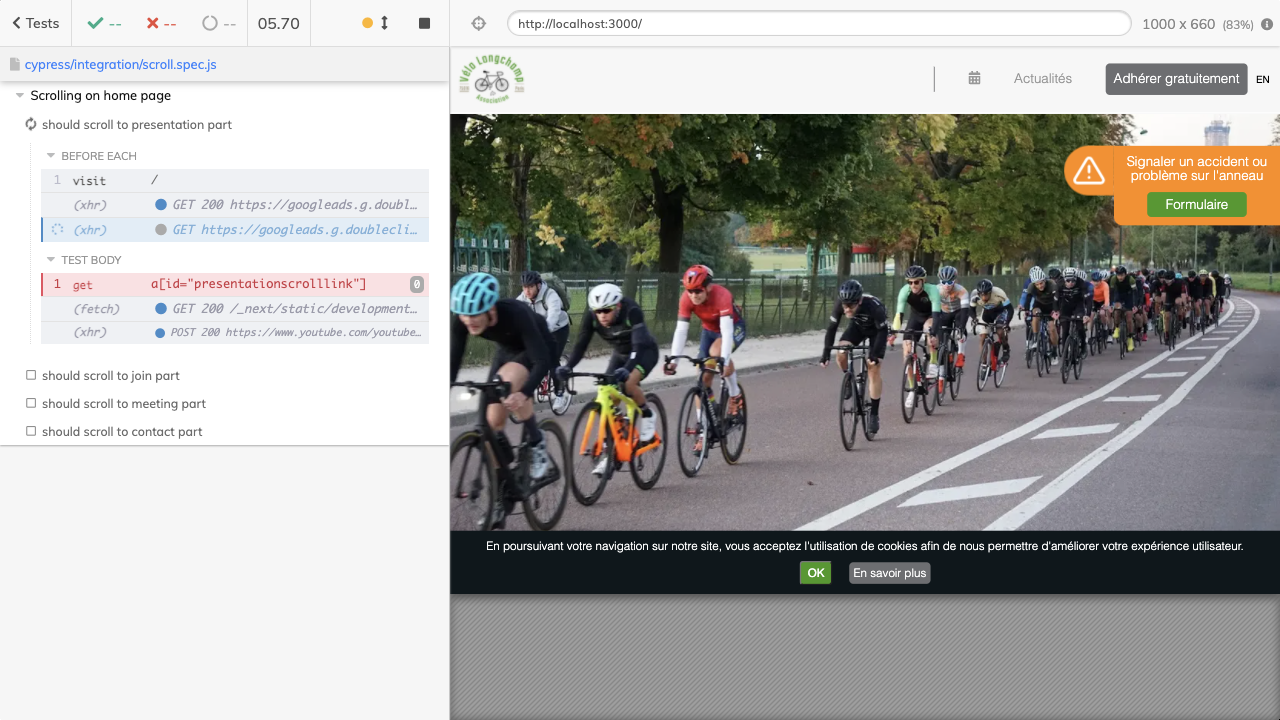 Tests
--
--
--
05.70
http://localhost:3000/
1000 x 660 (83%)
cypress/integration/scroll.spec.js
Scrolling on home page
should scroll to presentation part
BEFORE EACH
1 visit /
(xhr) GET 200 https://googleads.g.doubl…
(xhr) GET https://googleads.g.doublecli…
TEST BODY
1 get a[id="presentationscrolllink"] 0
(fetch) GET 200 /_next/static/development…
(xhr) POST 200 https://www.youtube.com/youtube…
should scroll to join part
should scroll to meeting part
should scroll to contact part
Vélo Longchamp
Association
Actualités
Adhérer gratuitement
EN
Signaler un accident ou
problème sur l'anneau
Formulaire
En poursuivant votre navigation sur notre site, vous acceptez l'utilisation de cookies afin de nous permettre d'améliorer votre expérience utilisateur.
OK
En savoir plus